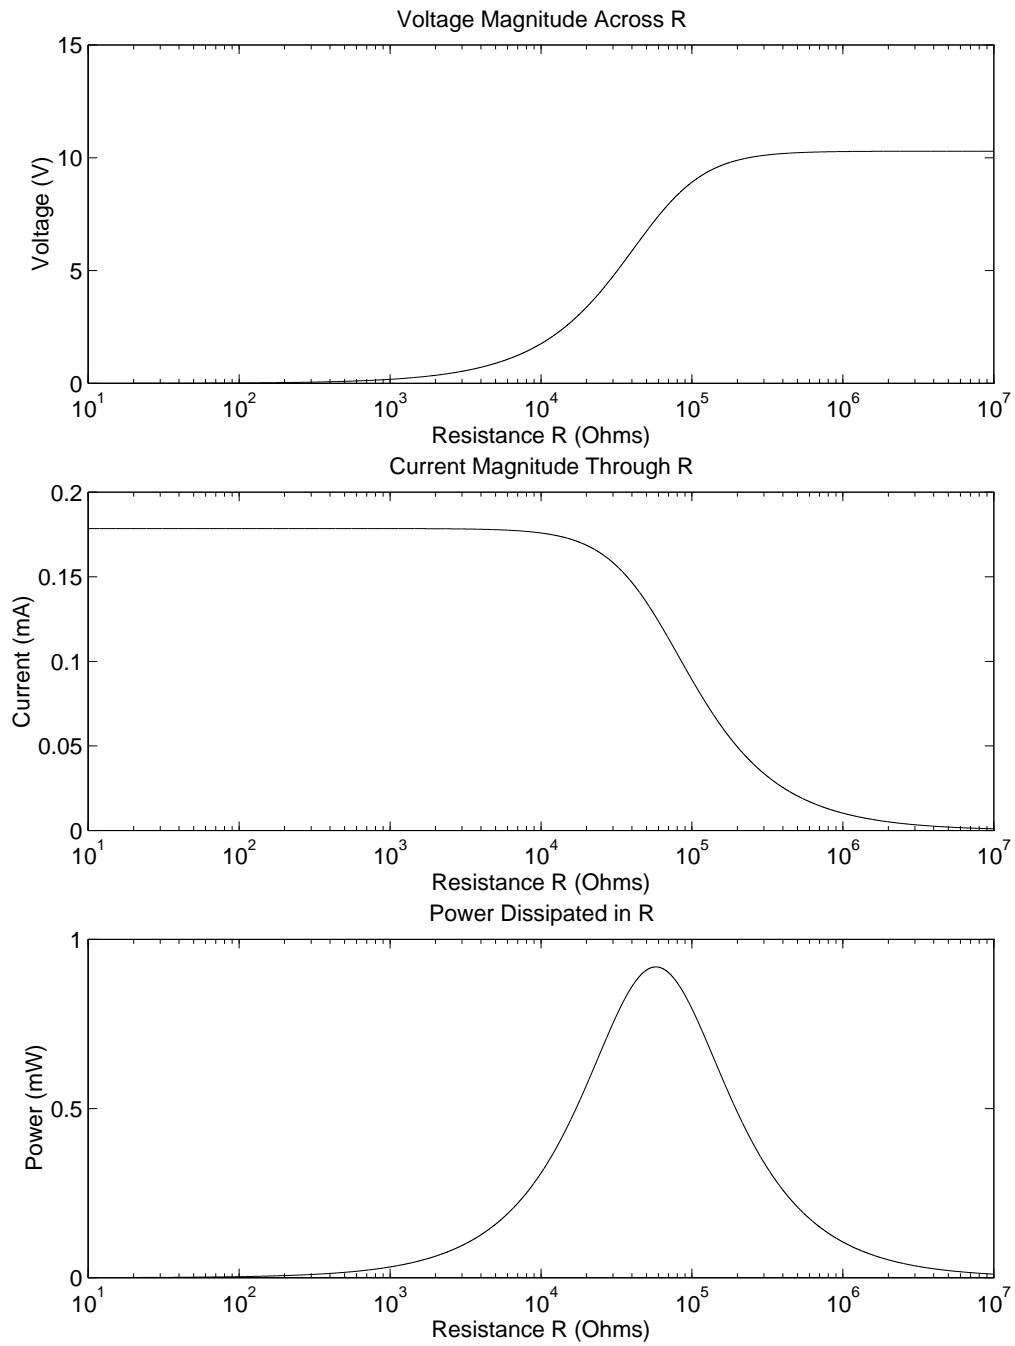 Voltage Magnitude Across R
15
10
5
0
Voltage (V)
10^1 10^2 10^3 10^4 10^5 10^6 10^7
Resistance R (Ohms)
Current Magnitude Through R
0.2
0.15
0.1
0.05
0
Current (mA)
10^1 10^2 10^3 10^4 10^5 10^6 10^7
Resistance R (Ohms)
Power Dissipated in R
1
0.5
0
Power (mW)
10^1 10^2 10^3 10^4 10^5 10^6 10^7
Resistance R (Ohms)